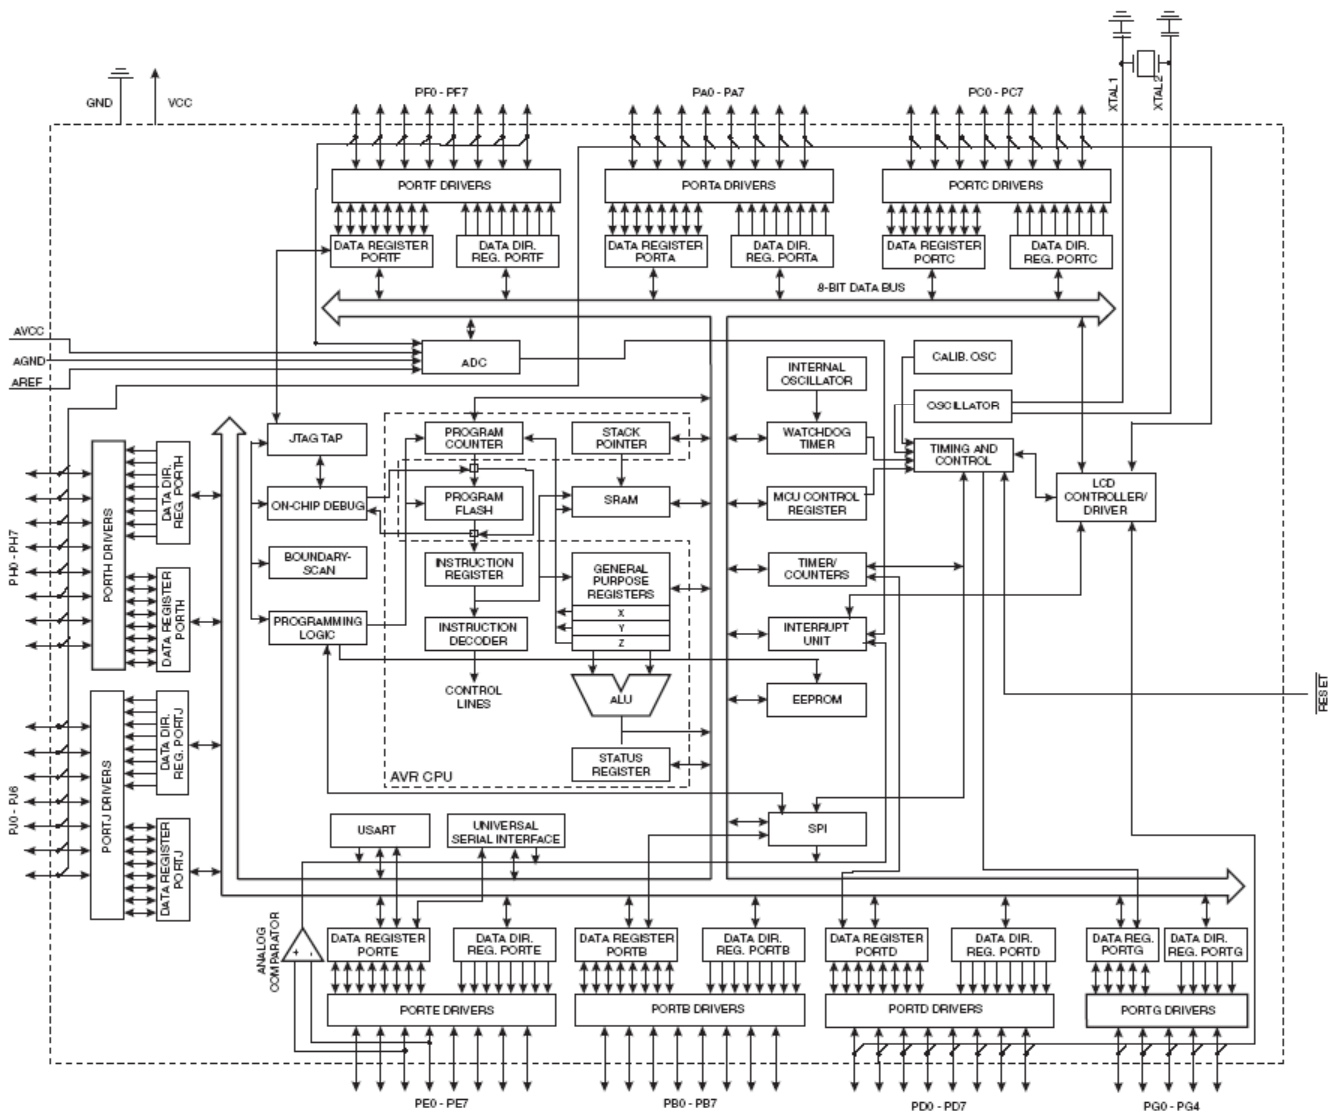 GND
VCC
PF0 - PF7
PA0 - PA7
PC0 - PC7
XTAL1
XTAL2
PORTF DRIVERS
PORTA DRIVERS
PORTC DRIVERS
DATA REGISTER
PORTF
DATA DIR.
REG. PORTF
DATA REGISTER
PORTA
DATA DIR.
REG. PORTA
DATA REGISTER
PORTC
DATA DIR.
REG. PORTC
8-BIT DATA BUS
AVCC
AGND
AREF
ADC
INTERNAL
OSCILLATOR
CALIB. OSC
OSCILLATOR
JTAG TAP
PROGRAM
COUNTER
STACK
POINTER
WATCHDOG
TIMER
TIMING AND
CONTROL
ON-CHIP DEBUG
PROGRAM
FLASH
SRAM
MCU CONTROL
REGISTER
LCD
CONTROLLER/
DRIVER
BOUNDARY-
SCAN
INSTRUCTION
REGISTER
GENERAL
PURPOSE
REGISTERS
X
Y
Z
TIMER/
COUNTERS
PROGRAMMING
LOGIC
INSTRUCTION
DECODER
INTERRUPT
UNIT
CONTROL
LINES
ALU
EEPROM
RESET
STATUS
REGISTER
AVR CPU
PH0 - PH7
PORTH DRIVERS
DATA DIR.
REG. PORTH
DATA REGISTER
PORTH
PJ0 - PJ6
PORTJ DRIVERS
DATA DIR.
REG. PORTJ
DATA REGISTER
PORTJ
USART
UNIVERSAL
SERIAL INTERFACE
SPI
ANALOG
COMPARATOR
+
-
DATA REGISTER
PORTE
DATA DIR.
REG. PORTE
DATA REGISTER
PORTB
DATA DIR.
REG. PORTB
DATA REGISTER
PORTD
DATA DIR.
REG. PORTD
DATA REG.
PORTG
DATA DIR.
REG. PORTG
PORTE DRIVERS
PORTB DRIVERS
PORTD DRIVERS
PORTG DRIVERS
PE0 - PE7
PB0 - PB7
PD0 - PD7
PG0 - PG4